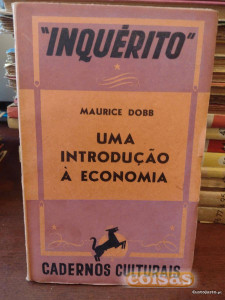 "INQUÉRITO"
MAURICE DOBB
UMA
INTRODUÇÃO
À ECONOMIA
CADERNOS CULTURAIS
coisas